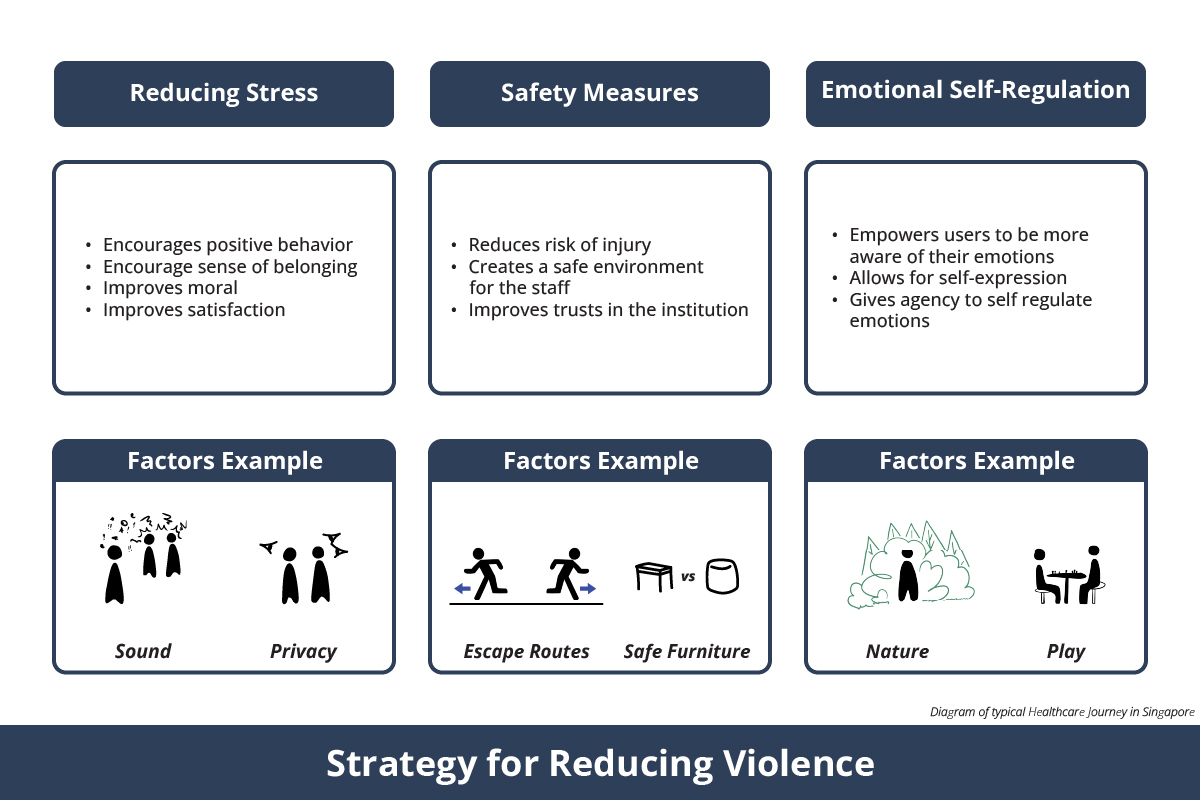 Reducing Stress
Safety Measures
Emotional Self-Regulation
• Encourages positive behavior
• Encourage sense of belonging
• Improves moral
• Improves satisfaction
• Reduces risk of injury
• Creates a safe environment
for the staff
• Improves trusts in the institution
• Empowers users to be more
aware of their emotions
• Allows for self-expression
• Gives agency to self regulate
emotions
Factors Example
Sound
Privacy
Factors Example
vs
Escape Routes
Safe Furniture
Factors Example
Nature
Play
Diagram of typical Healthcare Journey in Singapore
Strategy for Reducing Violence